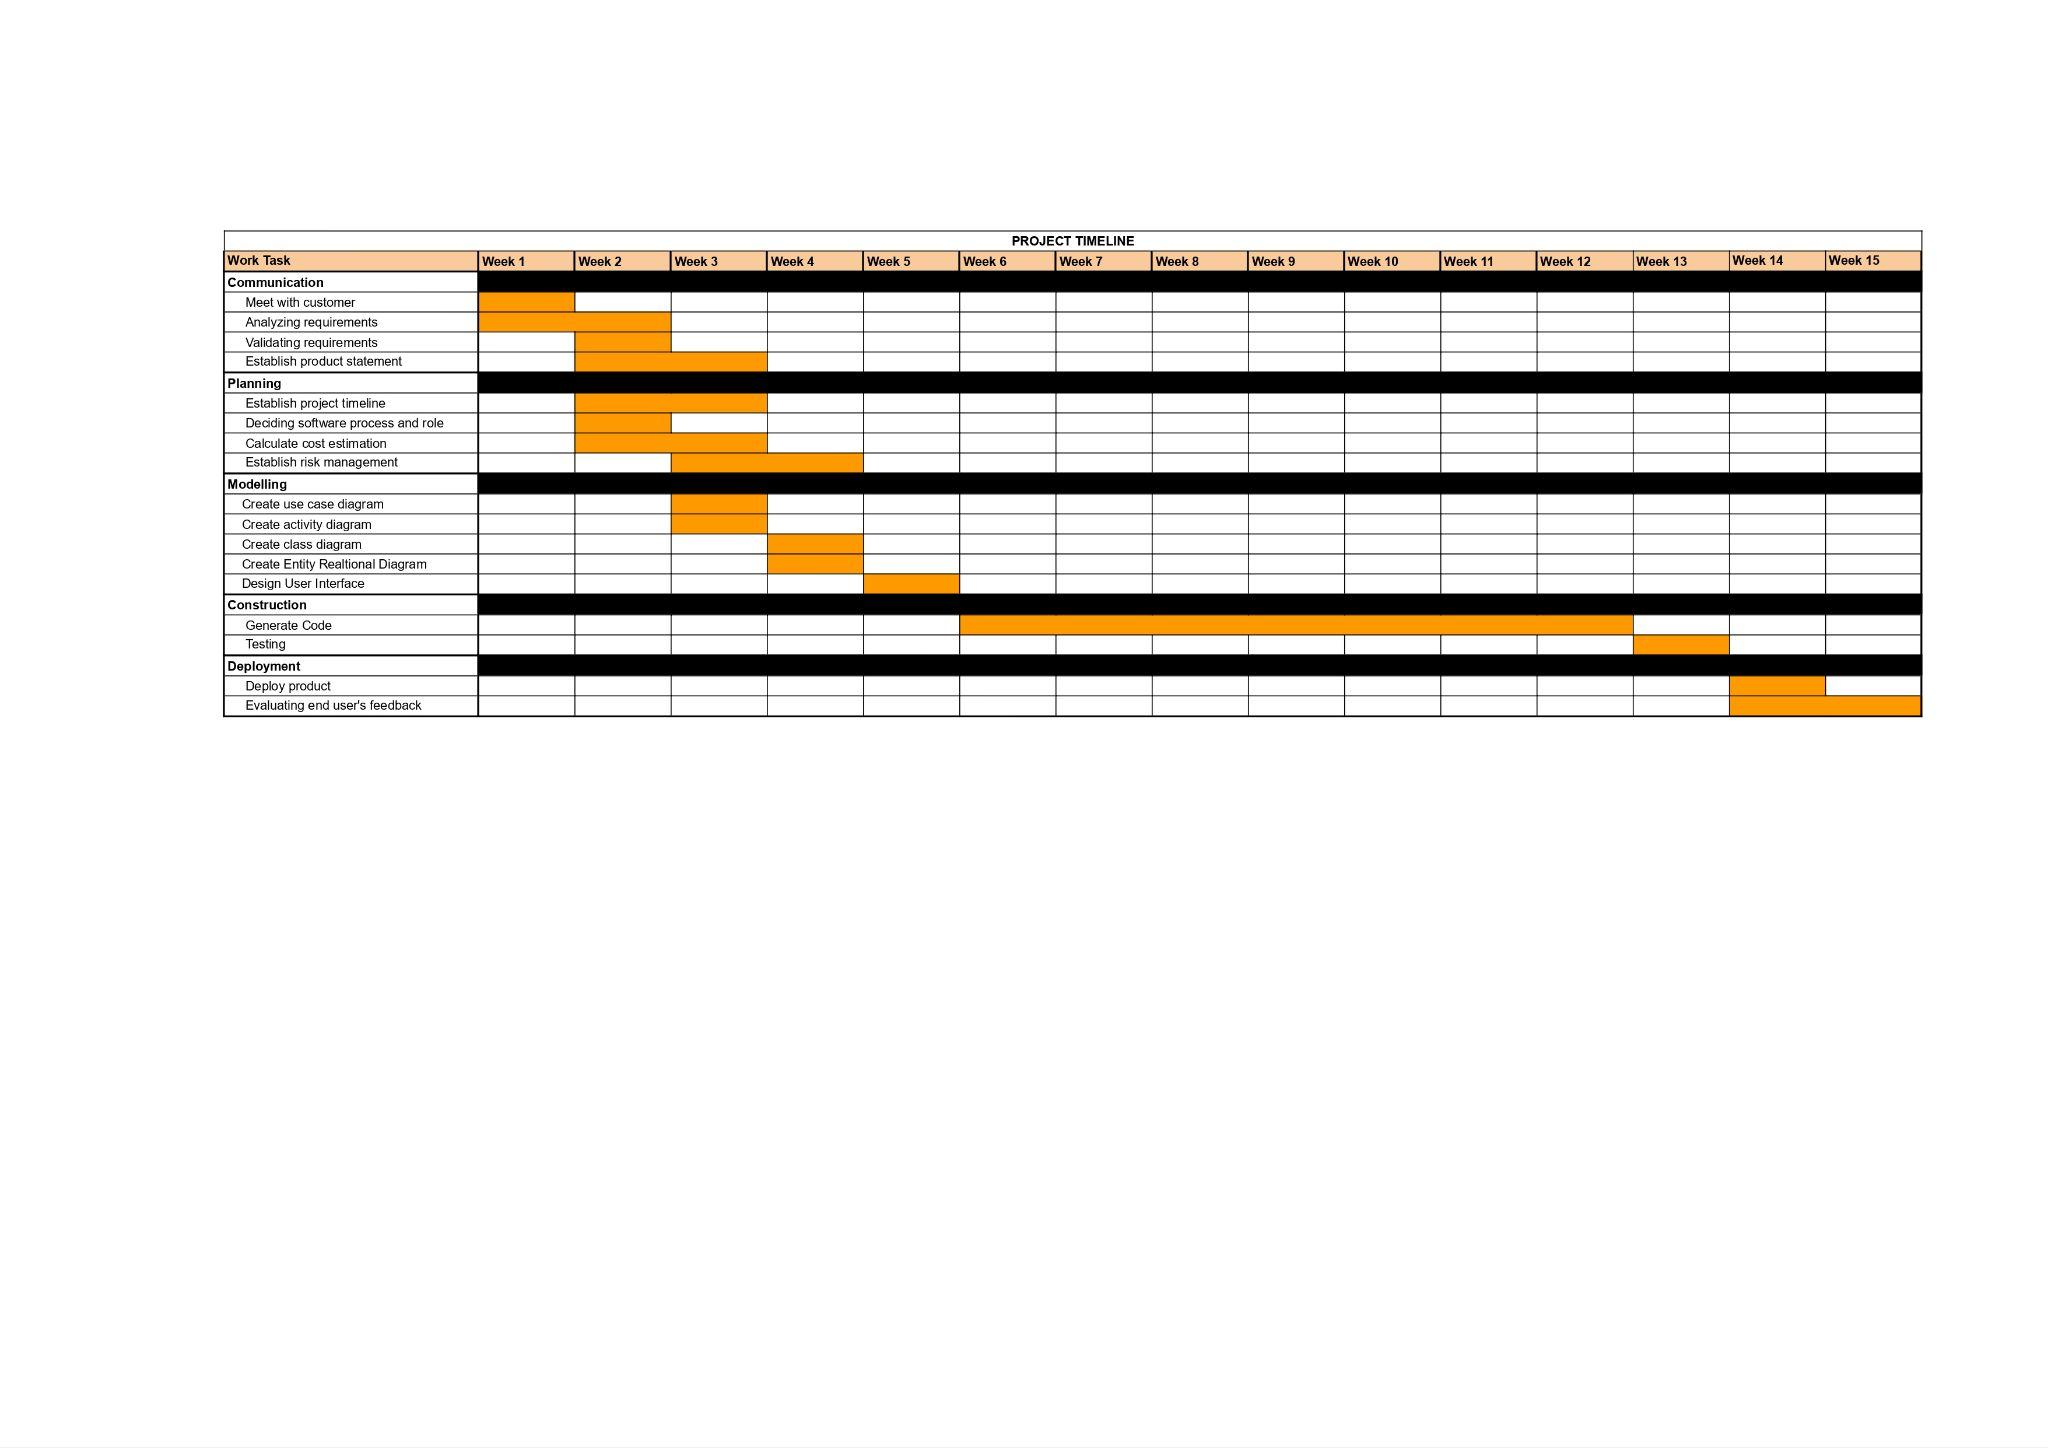 PROJECT TIMELINE
Work Task Week 1 Week 2 Week 3 Week 4 Week 5 Week 6 Week 7 Week 8 Week 9 Week 10 Week 11 Week 12 Week 13 Week 14 Week 15
Communication
Meet with customer
Analyzing requirements
Validating requirements
Establish product statement
Planning
Establish project timeline
Deciding software process and role
Calculate cost estimation
Establish risk management
Modelling
Create use case diagram
Create activity diagram
Create class diagram
Create Entity Realtional Diagram
Design User Interface
Construction
Generate Code
Testing
Deployment
Deploy product
Evaluating end user's feedback